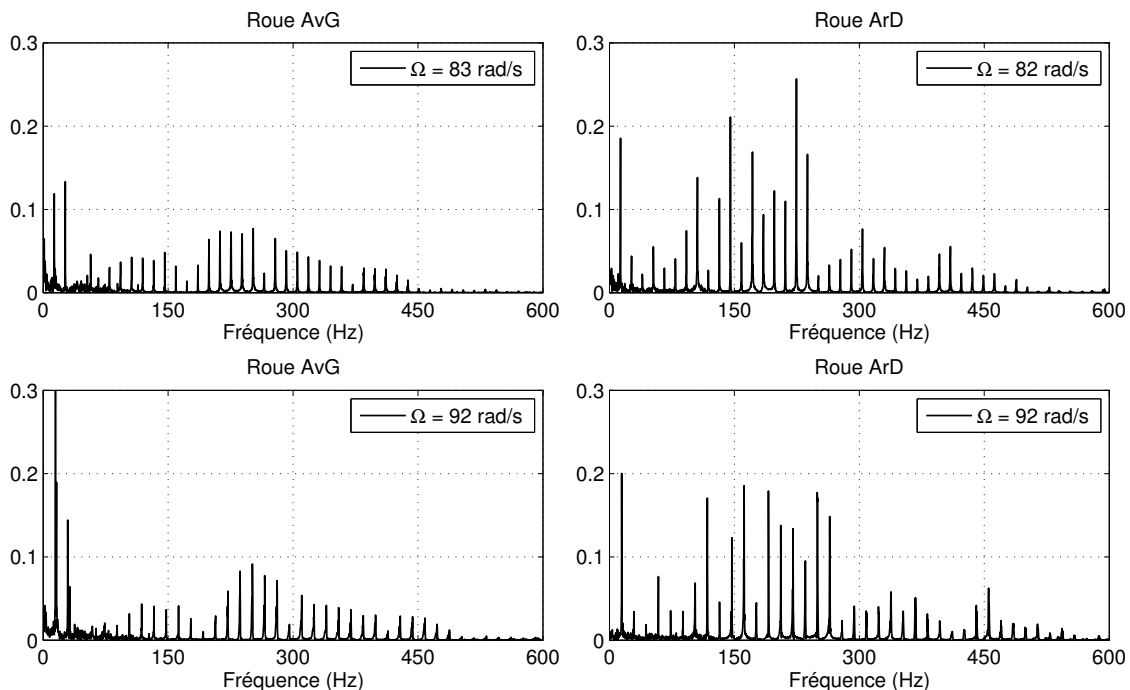 Roue AvG
0.3
0.2
0.1
0
Ω = 83 rad/s
0 150 300 450 600
Fréquence (Hz)
Roue ArD
0.3
0.2
0.1
0
Ω = 82 rad/s
0 150 300 450 600
Fréquence (Hz)
Roue AvG
0.3
0.2
0.1
0
Ω = 92 rad/s
0 150 300 450 600
Fréquence (Hz)
Roue ArD
0.3
0.2
0.1
0
Ω = 92 rad/s
0 150 300 450 600
Fréquence (Hz)